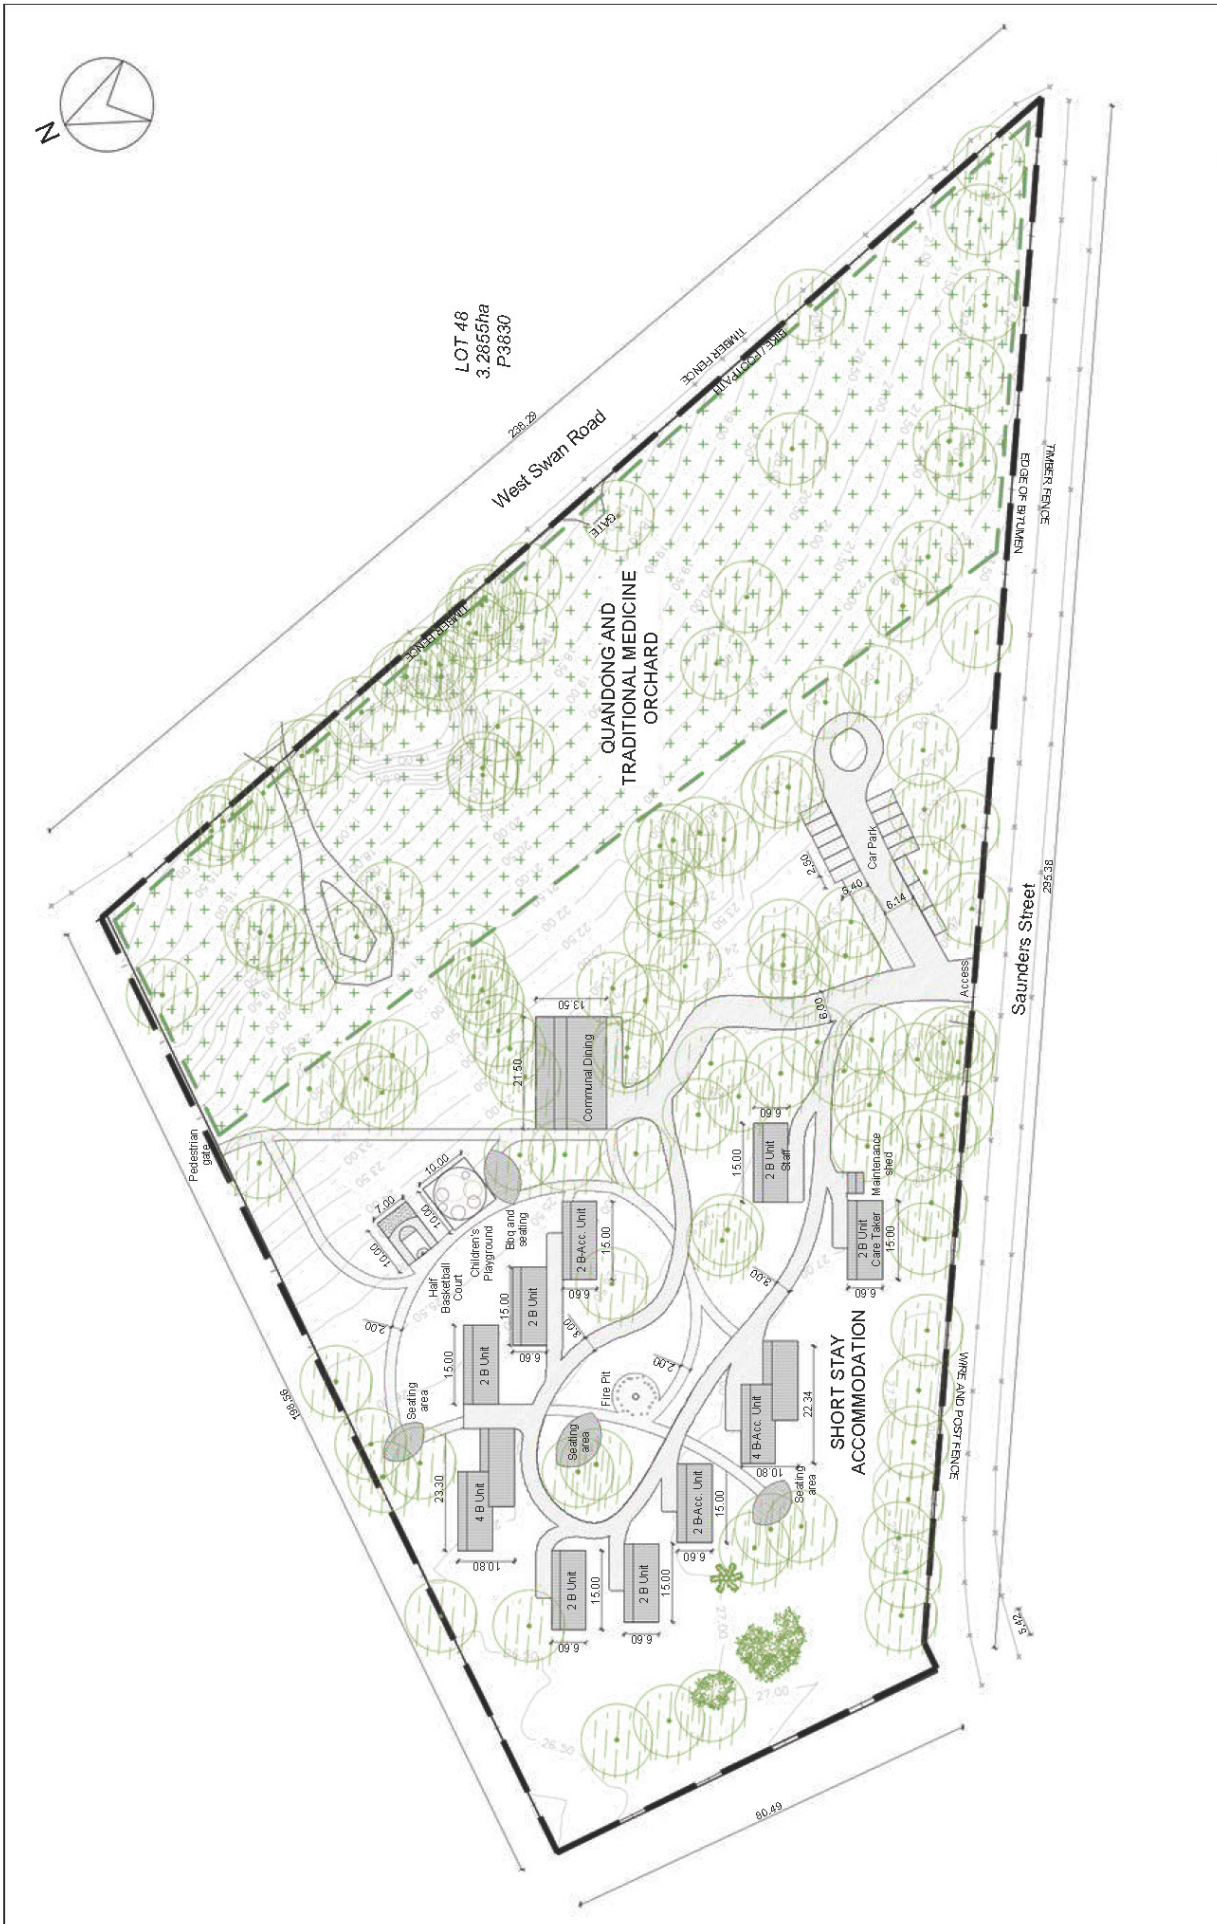 N
LOT 48
3.2855ha
P3830
238.29
West Swan Road
TIMBER FENCE
BIKE / FOOTPATH
GATE
TIMBER FENCE
QUANDONG AND
TRADITIONAL MEDICINE
ORCHARD
TIMBER FENCE
EDGE OF BITUMEN
Saunders Street
295.38
Car Park
2.50
5.40
6.14
Access
6.00
13.50
21.50
Communal Dining
Pedestrian
gate
198.56
7.00
10.00
10.00
10.00
Half
Basketball
Court
Children's
Playground
Bbq and
seating
2 B-Acc. Unit
15.00
6.60
2 B Unit
15.00
6.60
2 B Unit
15.00
2.00
3.00
Seating
area
Fire Pit
2.00
Seating
area
4 B Unit
23.30
10.80
2 B Unit
15.00
6.60
2 B Unit
15.00
6.60
2 B-Acc. Unit
15.00
6.60
4 B-Acc. Unit
22.34
10.80
Seating
area
3.00
2 B Unit
Staff
15.00
6.60
Maintenance
shed
2 B Unit
Care Taker
15.00
6.60
SHORT STAY
ACCOMMODATION
WIRE AND POST FENCE
5.42
80.49
27.00
27.00
26.50